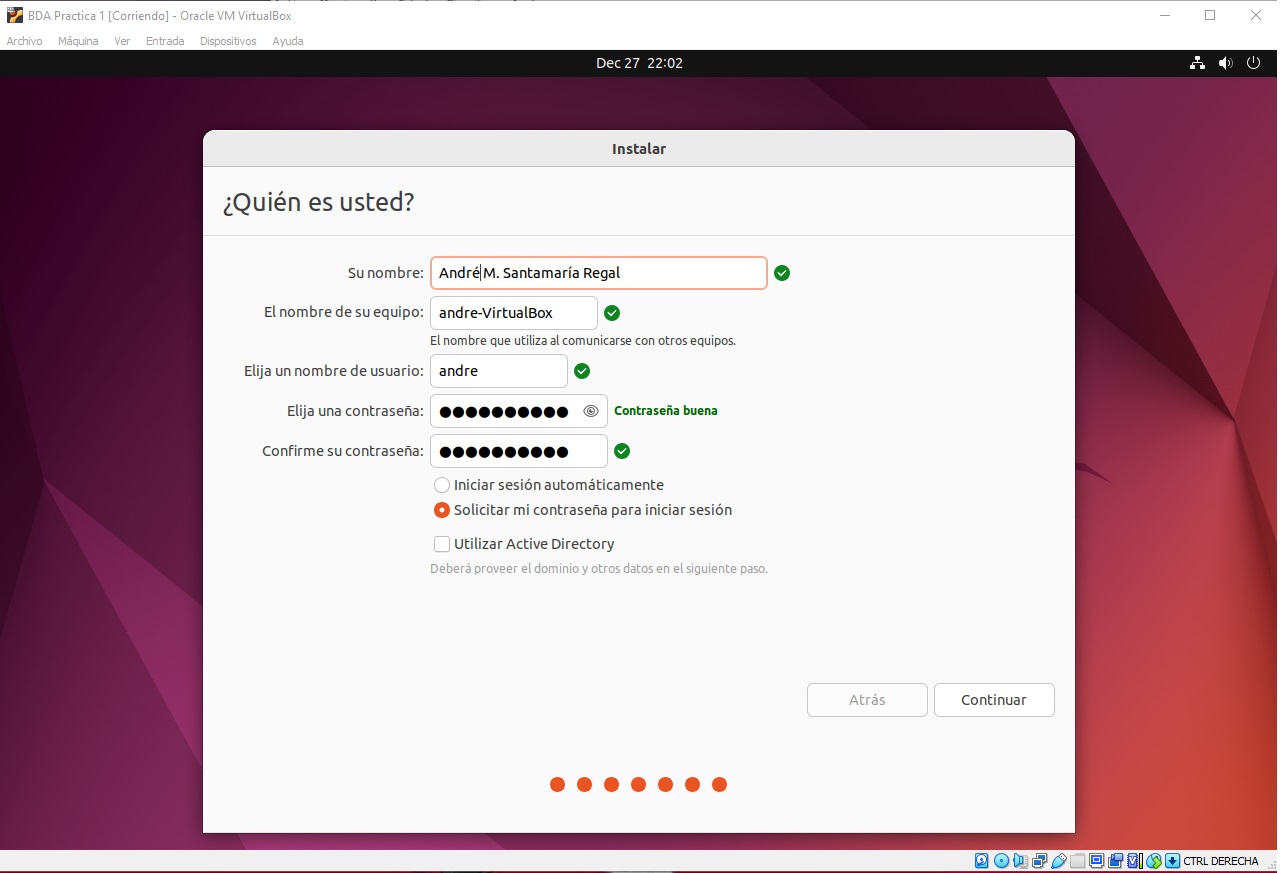 BDA Practica 1 [Corriendo] - Oracle VM VirtualBox
Archivo Máquina Ver Entrada Dispositivos Ayuda
Dec 27 22:02
Instalar
¿Quién es usted?
Su nombre: André M. Santamaría Regal
El nombre de su equipo: andre-VirtualBox
El nombre que utiliza al comunicarse con otros equipos.
Elija un nombre de usuario: andre
Elija una contraseña: ●●●●●●●●●● Contraseña buena
Confirme su contraseña: ●●●●●●●●●●
Iniciar sesión automáticamente
Solicitar mi contraseña para iniciar sesión
Utilizar Active Directory
Deberá proveer el dominio y otros datos en el siguiente paso.
Atrás Continuar
CTRL DERECHA